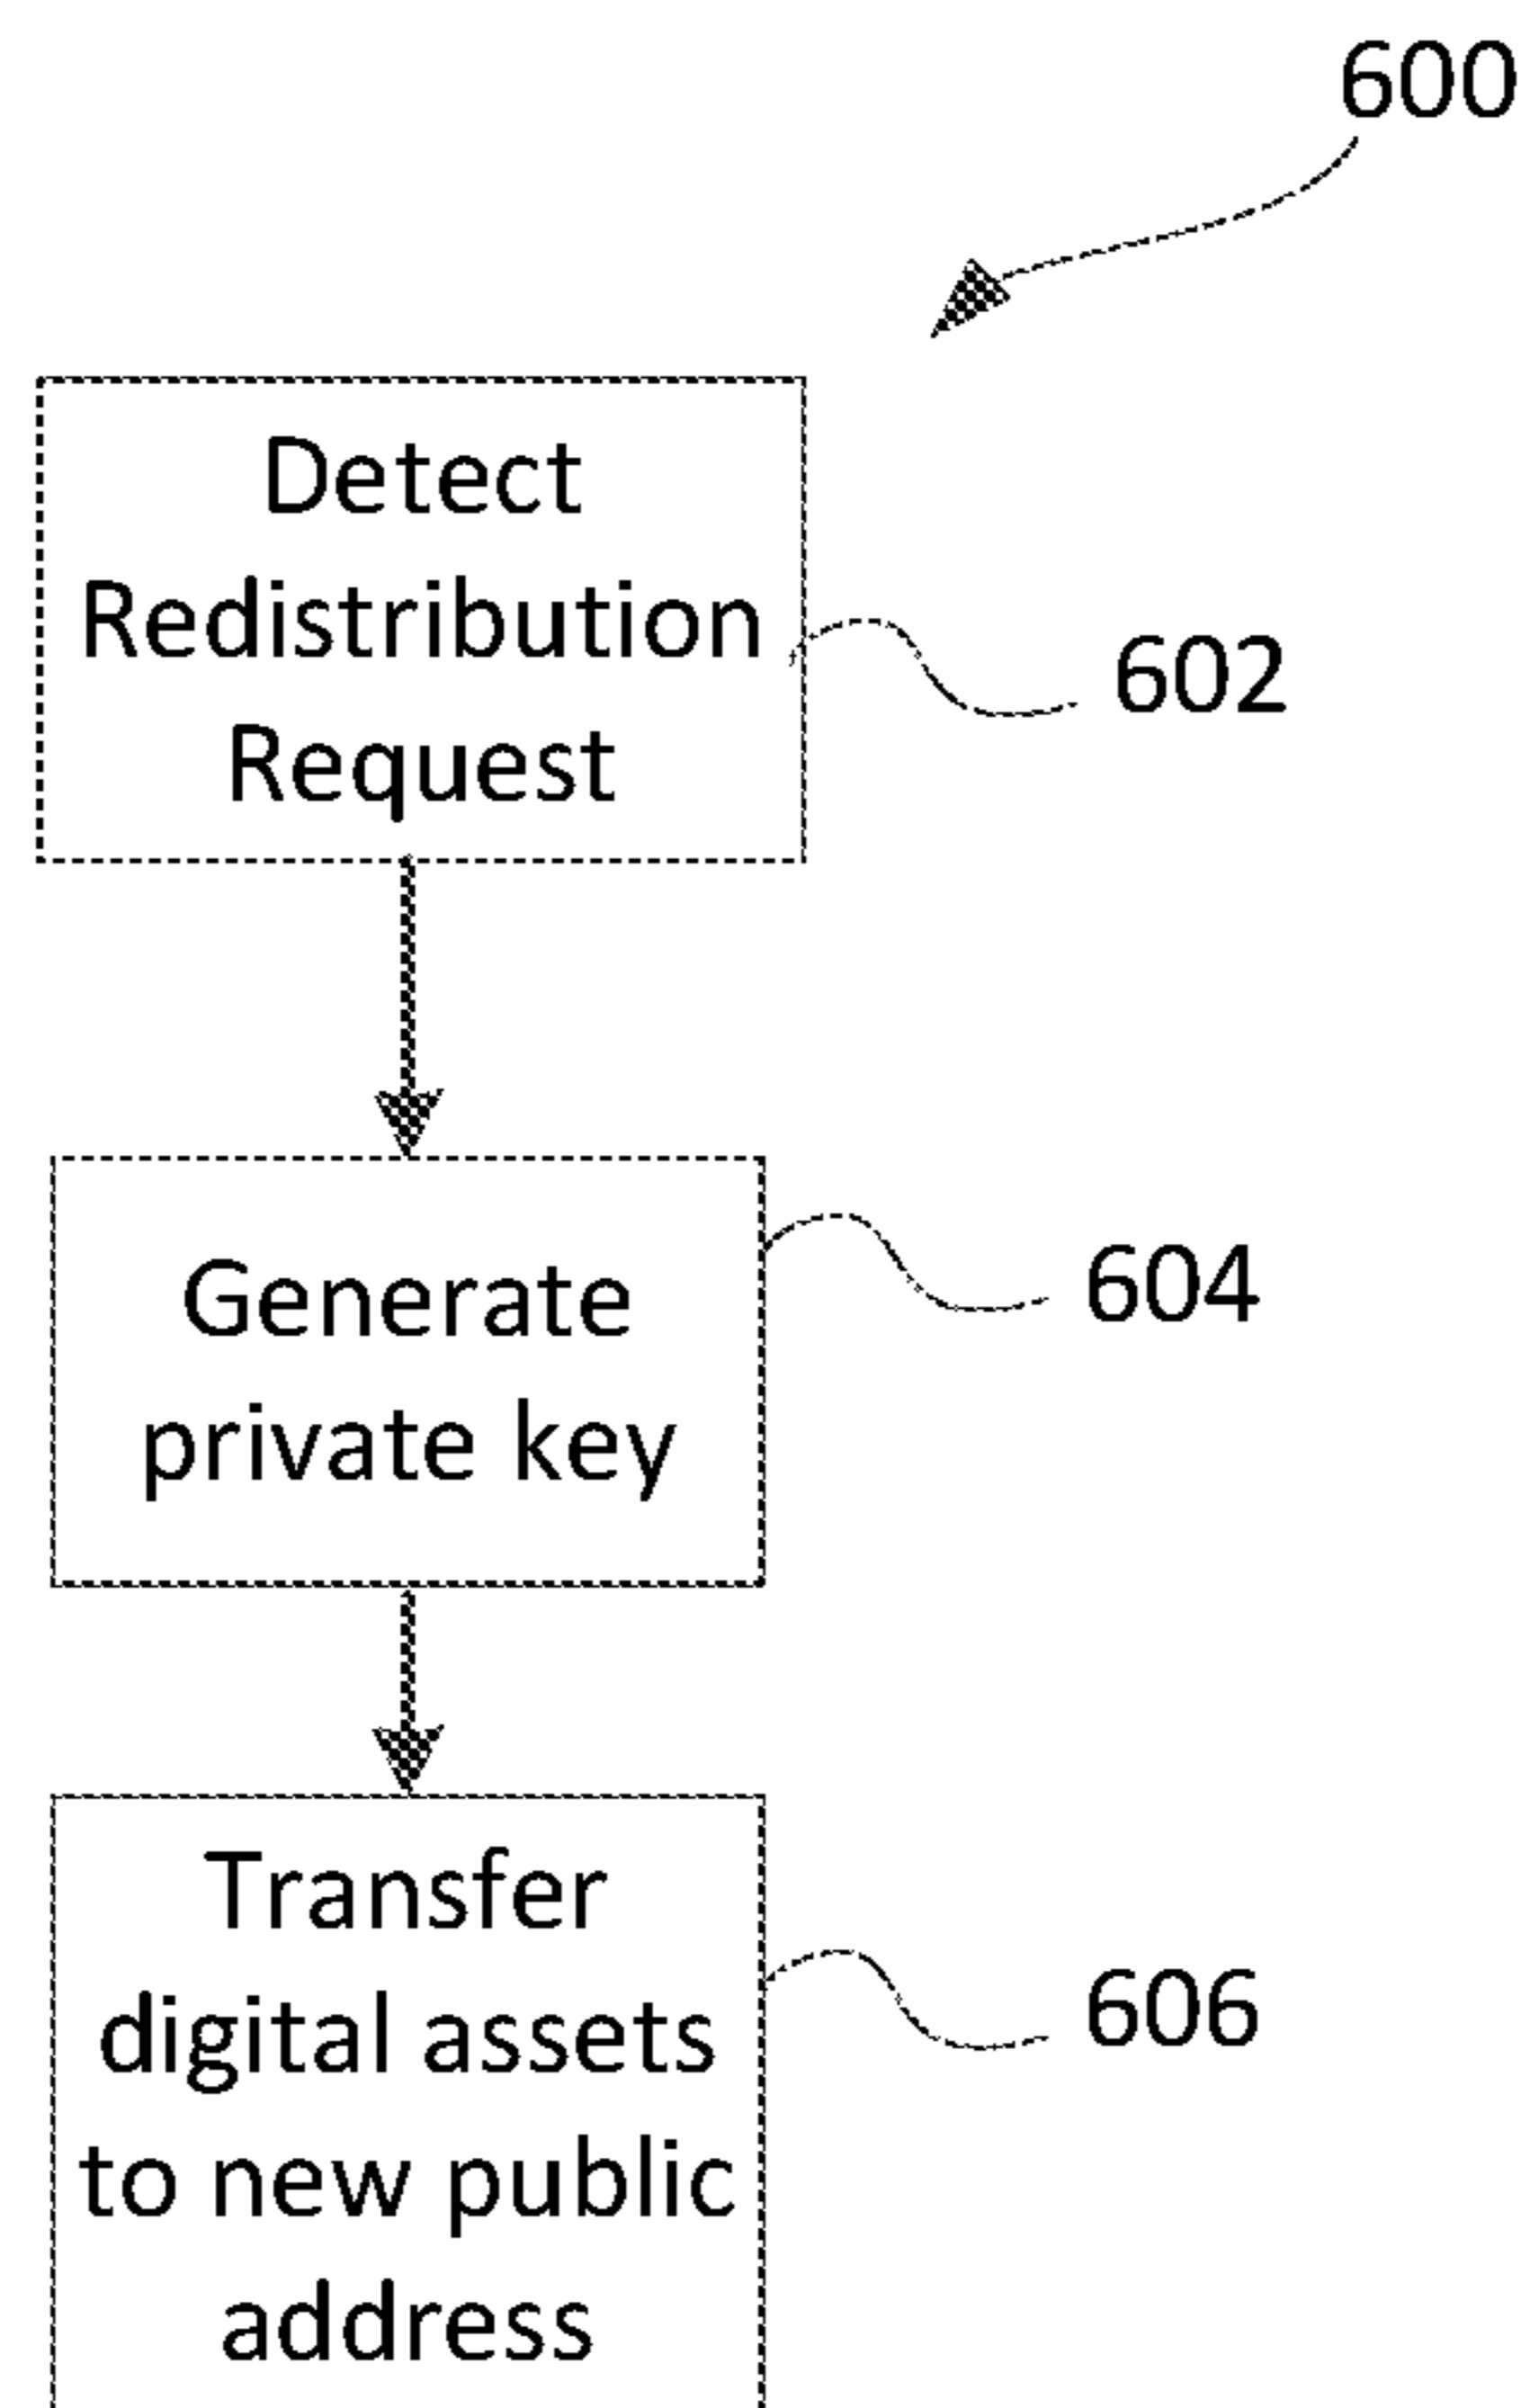 600
Detect
Redistribution
Request
602
Generate
private key
604
Transfer
digital assets
to new public
address
606